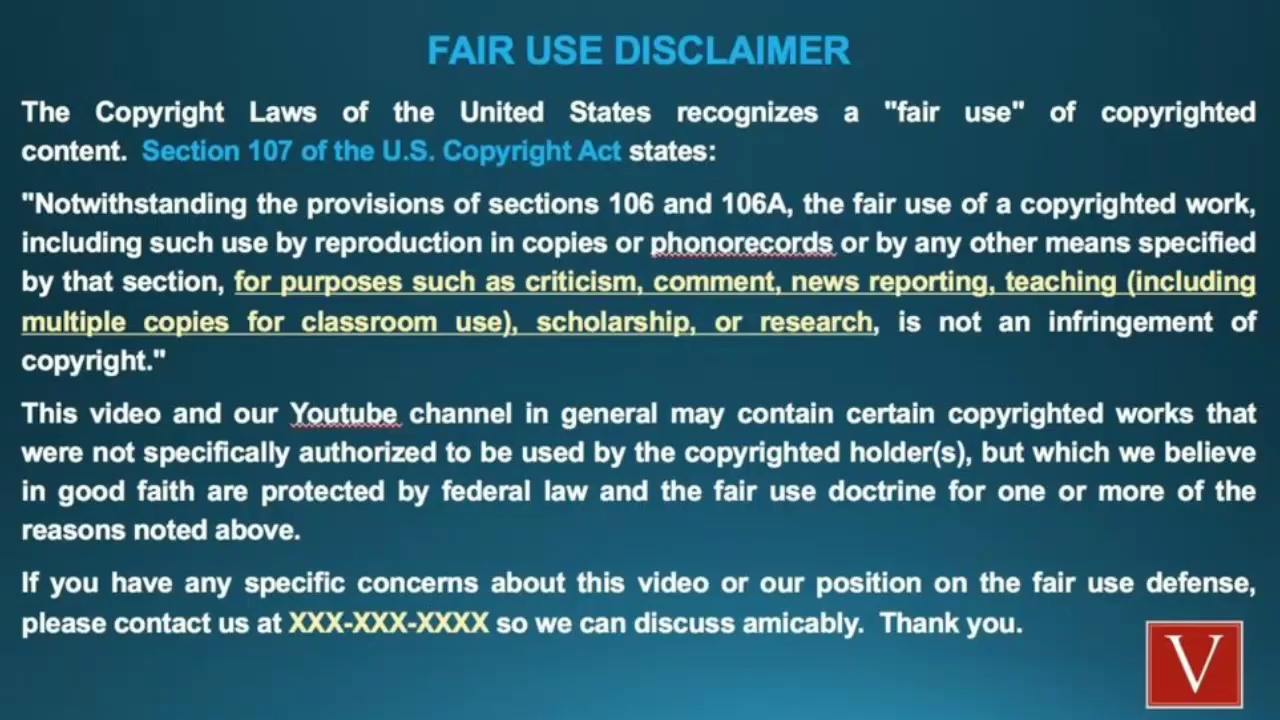 FAIR USE DISCLAIMER
The Copyright Laws of the United States recognizes a "fair use" of copyrighted
content. Section 107 of the U.S. Copyright Act states:
"Notwithstanding the provisions of sections 106 and 106A, the fair use of a copyrighted work,
including such use by reproduction in copies or phonorecords or by any other means specified
by that section, for purposes such as criticism, comment, news reporting, teaching (including
multiple copies for classroom use), scholarship, or research, is not an infringement of
copyright."
This video and our Youtube channel in general may contain certain copyrighted works that
were not specifically authorized to be used by the copyrighted holder(s), but which we believe
in good faith are protected by federal law and the fair use doctrine for one or more of the
reasons noted above.
If you have any specific concerns about this video or our position on the fair use defense,
please contact us at XXX-XXX-XXXX so we can discuss amicably. Thank you.
V